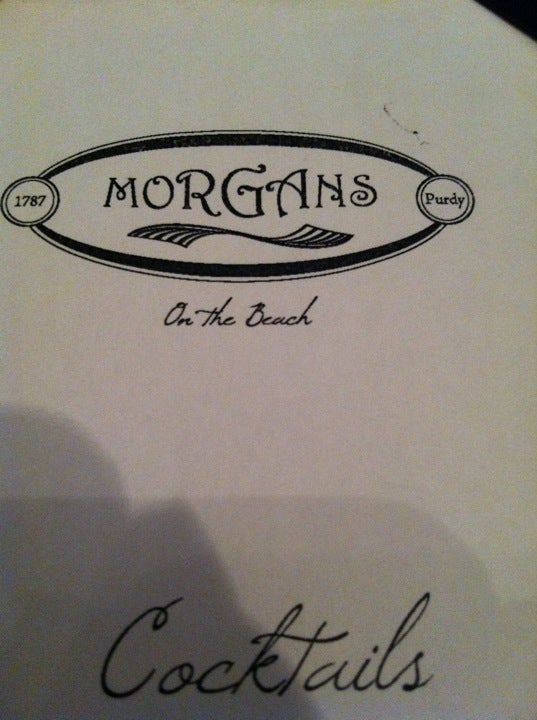 1787 MORGANS Purdy
On the Beach
Cocktails